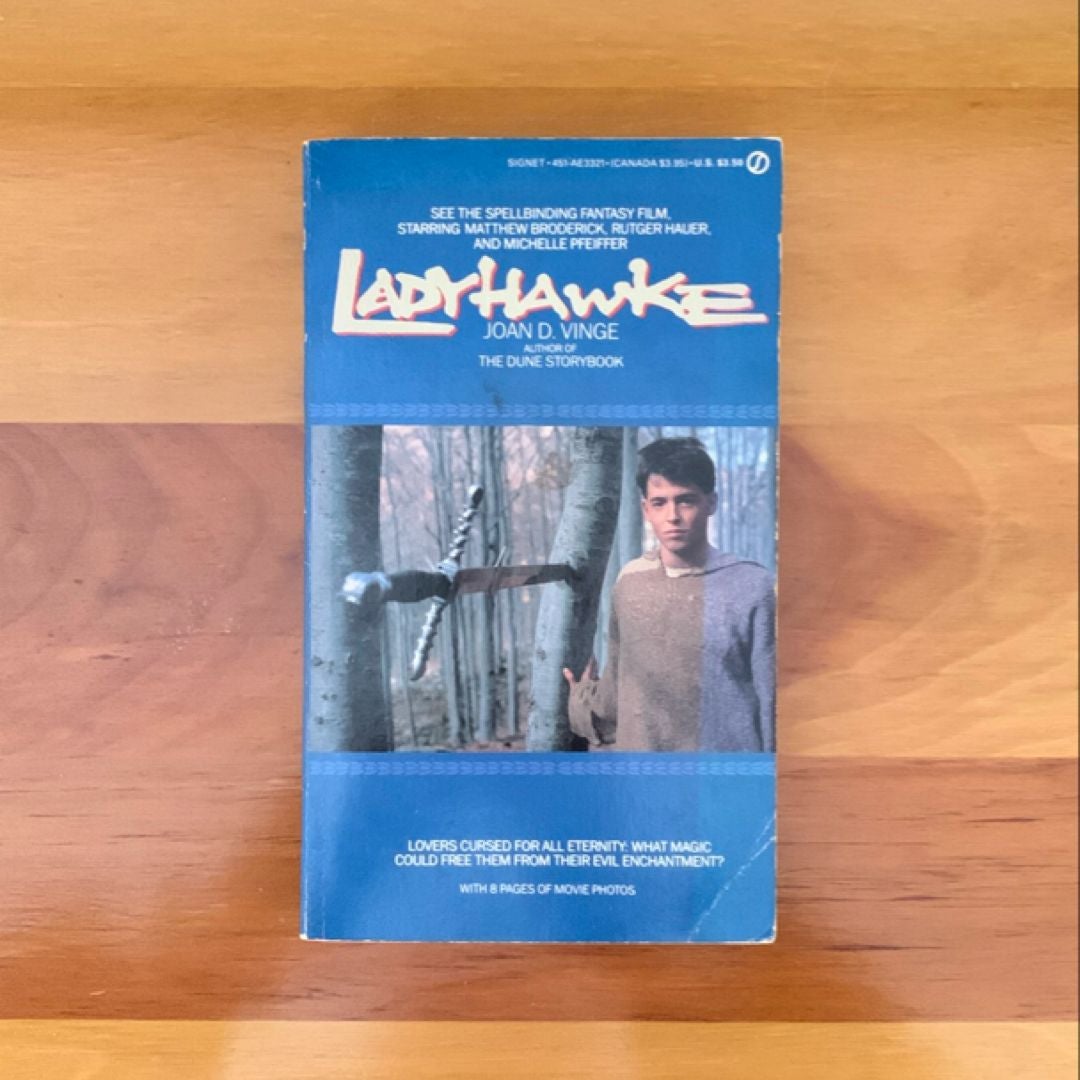 SIGNET • 451-AE3321 • (CANADA $3.95) • U.S. $3.50
SEE THE SPELLBINDING FANTASY FILM,
STARRING MATTHEW BRODERICK, RUTGER HAUER,
AND MICHELLE PFEIFFER
LADYHAWKE
JOAN D. VINGE
AUTHOR OF
THE DUNE STORYBOOK
LOVERS CURSED FOR ALL ETERNITY: WHAT MAGIC
COULD FREE THEM FROM THEIR EVIL ENCHANTMENT?
WITH 8 PAGES OF MOVIE PHOTOS